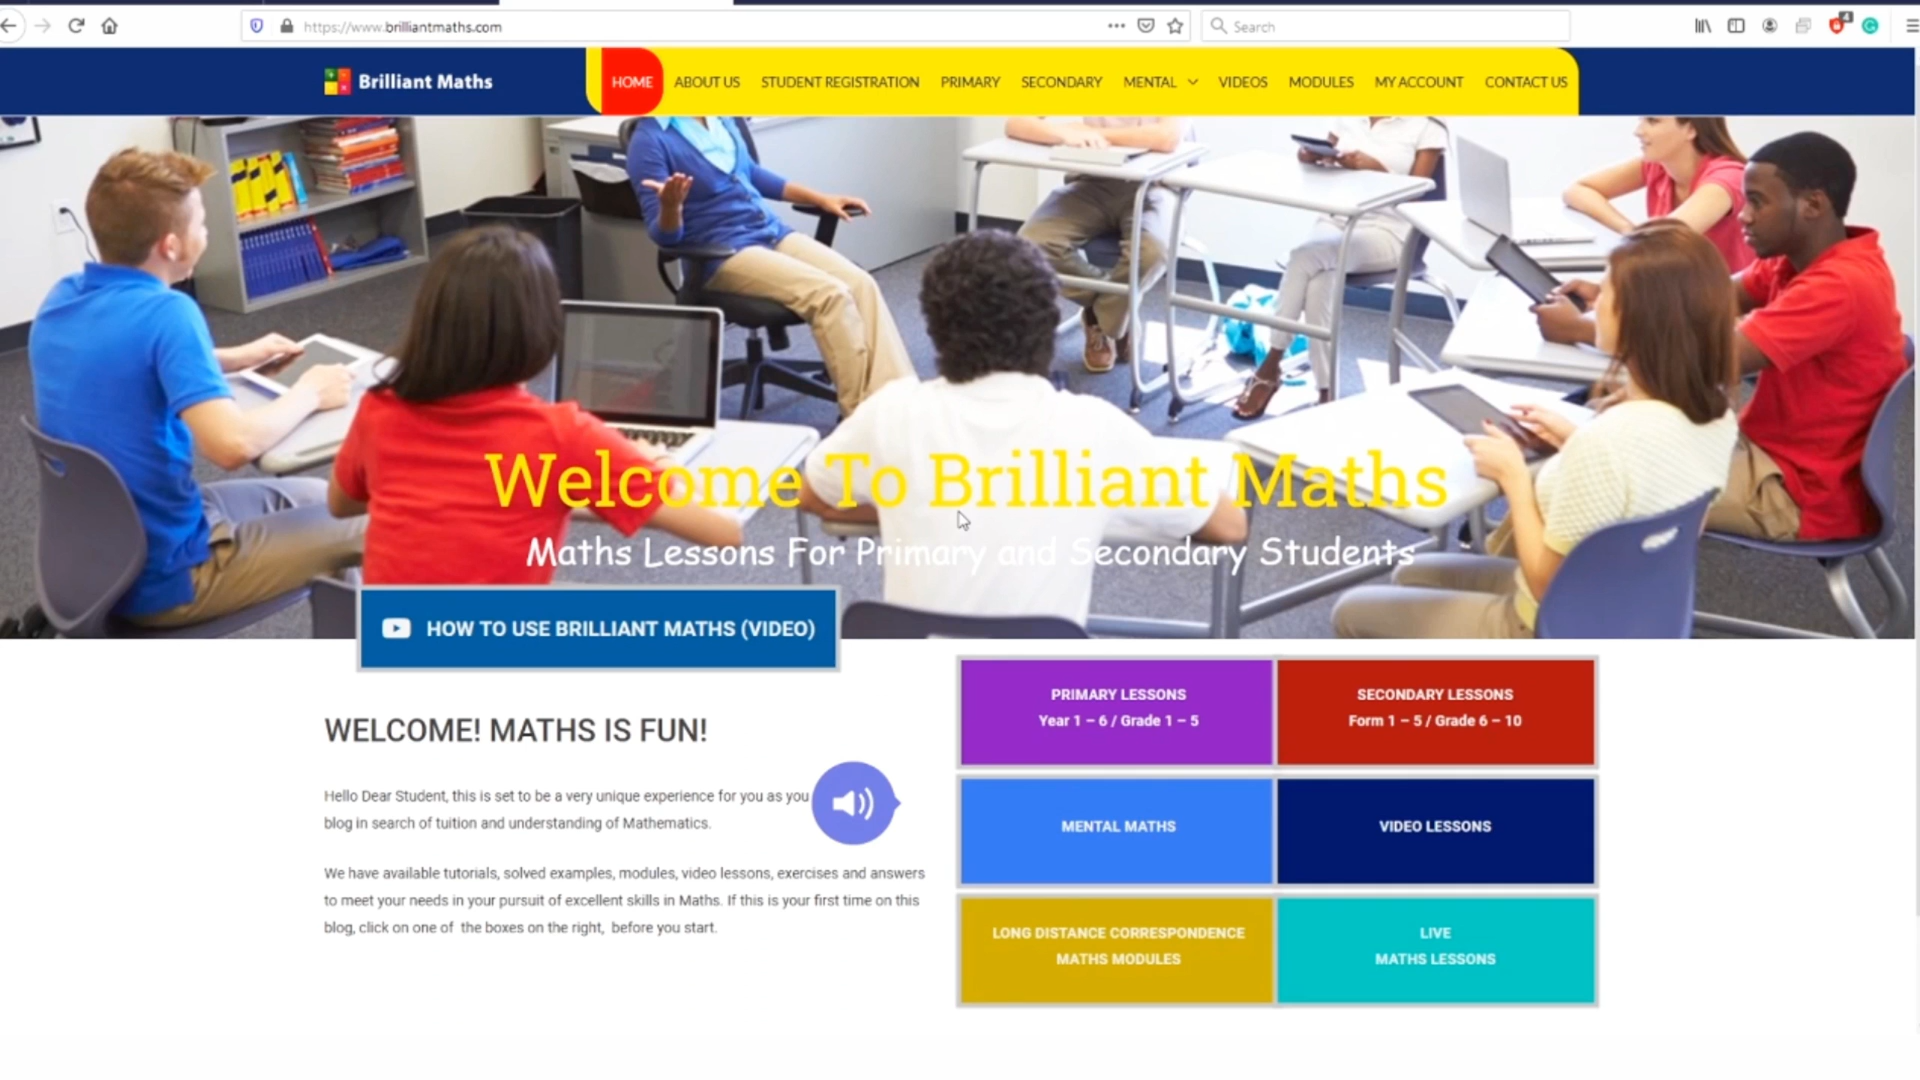 https://www.brilliantmaths.com
Search
4
Brilliant Maths
HOME
ABOUT US
STUDENT REGISTRATION
PRIMARY
SECONDARY
MENTAL
VIDEOS
MODULES
MY ACCOUNT
CONTACT US
Welcome To Brilliant Maths
Maths Lessons For Primary and Secondary Students
HOW TO USE BRILLIANT MATHS (VIDEO)
WELCOME! MATHS IS FUN!
Hello Dear Student, this is set to be a very unique experience for you as you
blog in search of tuition and understanding of Mathematics.
We have available tutorials, solved examples, modules, video lessons, exercises and answers
to meet your needs in your pursuit of excellent skills in Maths. If this is your first time on this
blog, click on one of the boxes on the right, before you start.
PRIMARY LESSONS
Year 1 – 6 / Grade 1 – 5
SECONDARY LESSONS
Form 1 – 5 / Grade 6 – 10
MENTAL MATHS
VIDEO LESSONS
LONG DISTANCE CORRESPONDENCE
MATHS MODULES
LIVE
MATHS LESSONS